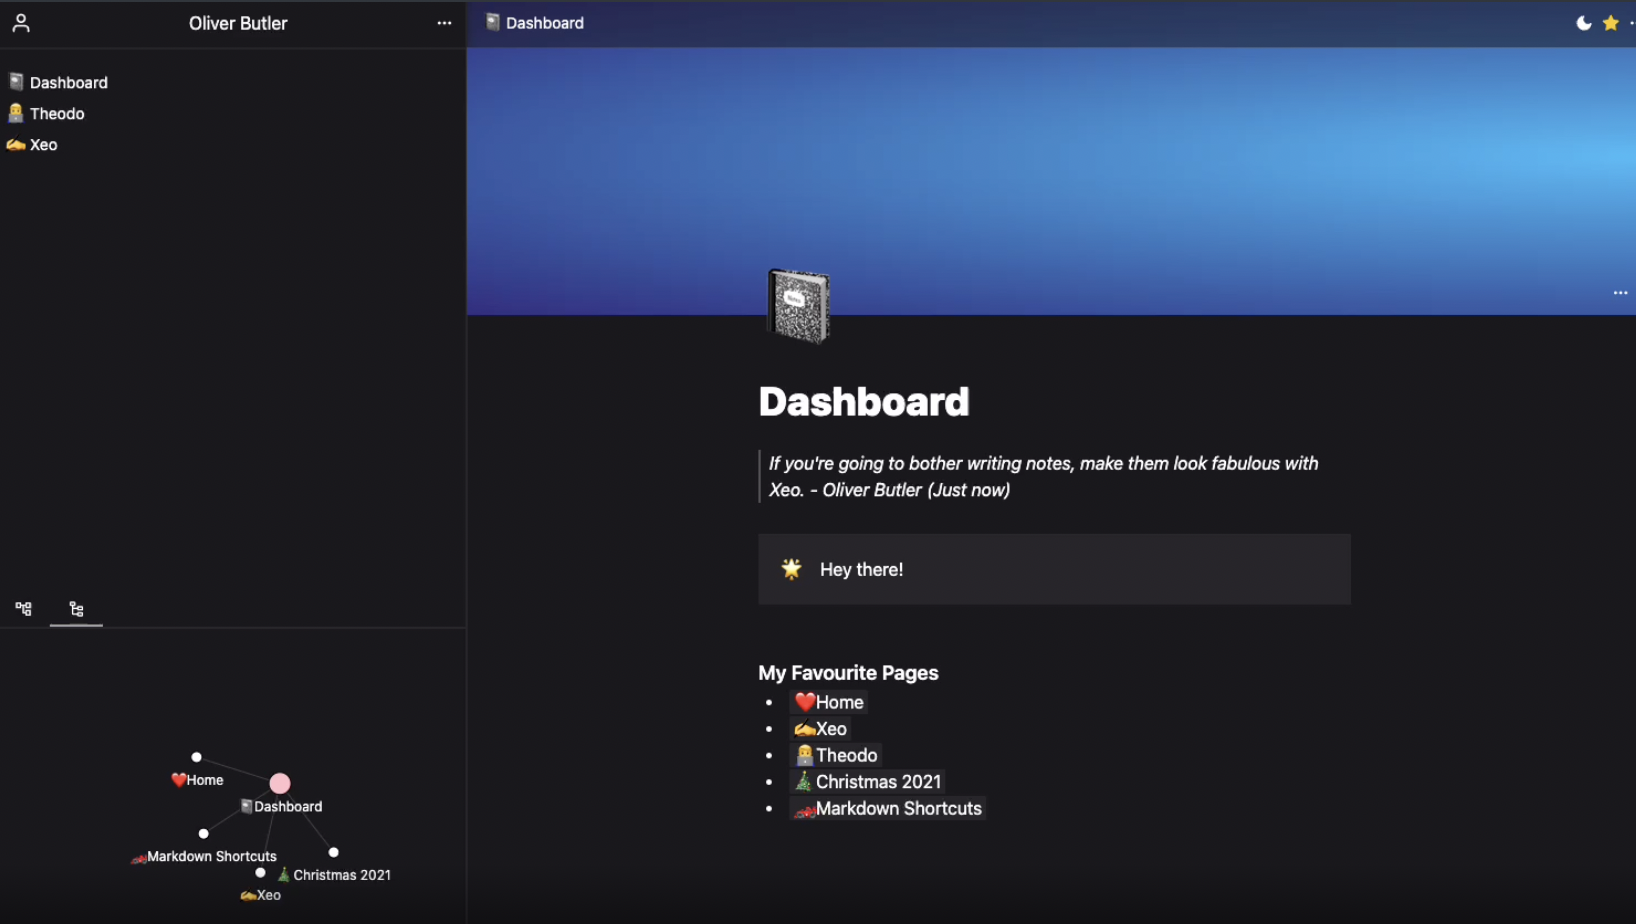 Oliver Butler
Dashboard
Theodo
Xeo
Dashboard
Dashboard
If you're going to bother writing notes, make them look fabulous with
Xeo. - Oliver Butler (Just now)
Hey there!
My Favourite Pages
Home
Xeo
Theodo
Christmas 2021
Markdown Shortcuts
Home
Dashboard
Markdown Shortcuts
Christmas 2021
Xeo